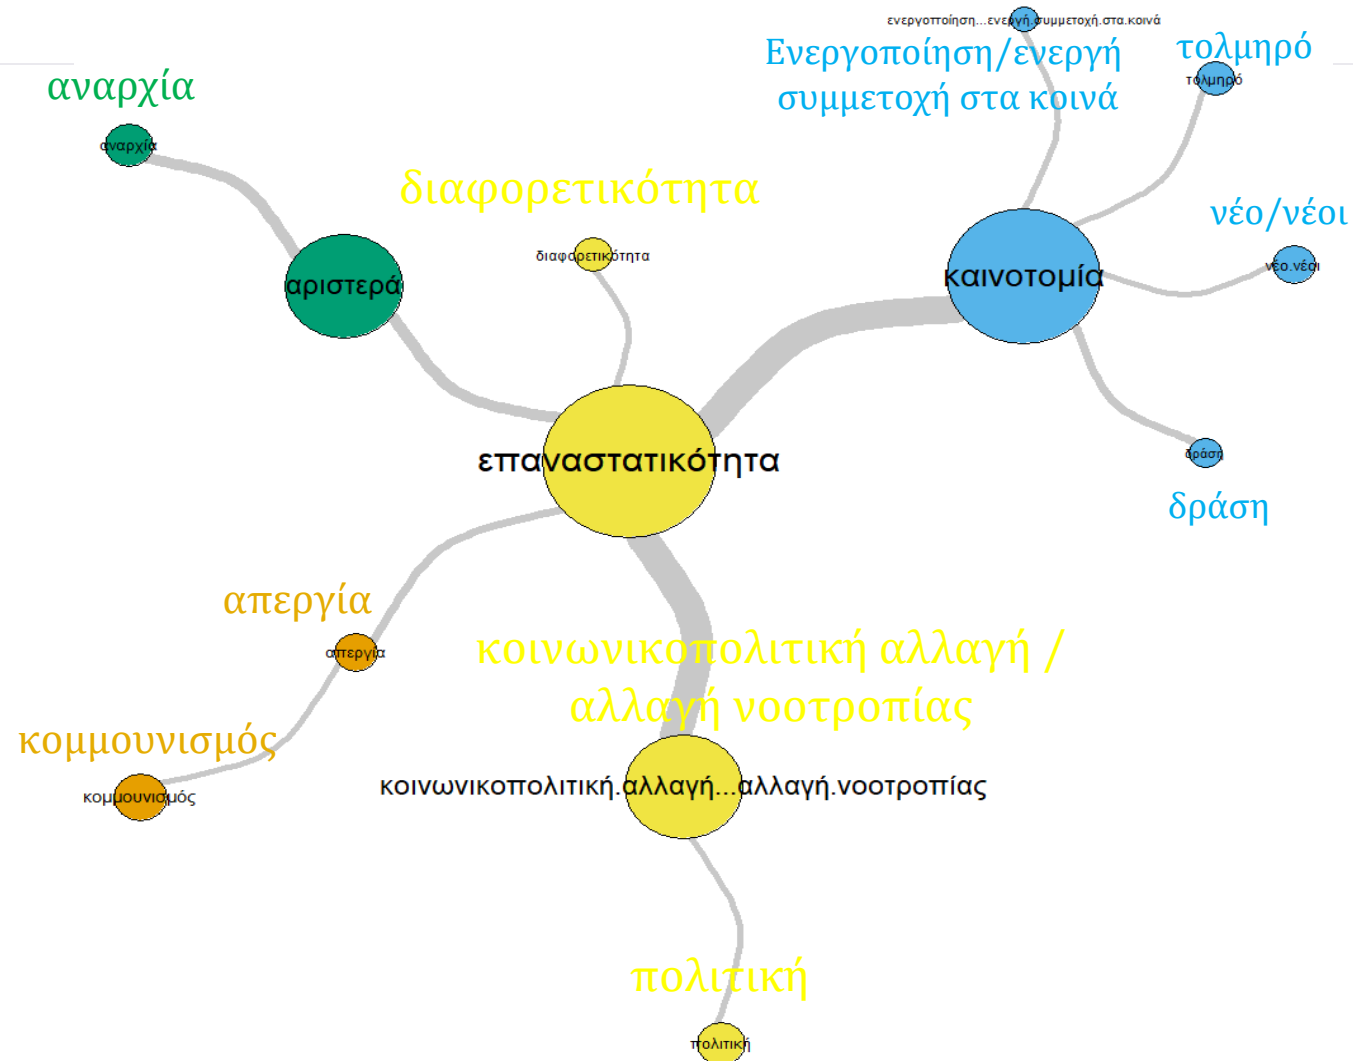 ενεργοποίηση...ενεργή.συμμετοχή.στα.κοινά
Ενεργοποίηση/ενεργή
συμμετοχή στα κοινά
τολμηρό
τολμηρό
αναρχία
αναρχία
διαφορετικότητα
διαφορετικότητα
νέο/νέοι
νέο.νέοι
αριστερά
καινοτομία
επαναστατικότητα
δράση
δράση
απεργία
απεργία
κοινωνικοπολιτική αλλαγή /
αλλαγή νοοτροπίας
κομμουνισμός
κομμουνισμός
κοινωνικοπολιτική.αλλαγή...αλλαγή.νοοτροπίας
πολιτική
πολιτική